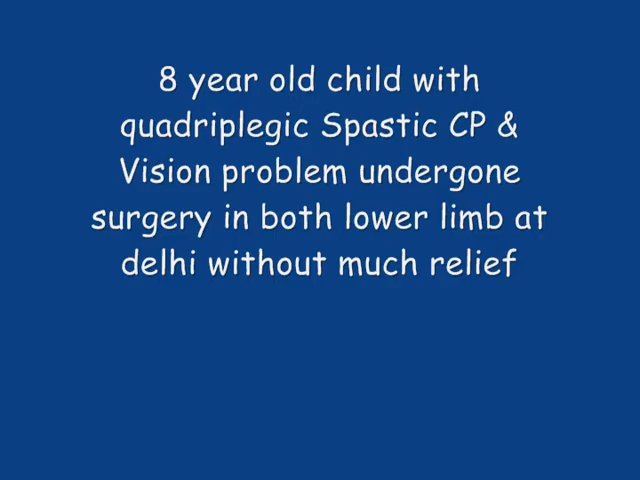 8 year old child with
quadriplegic Spastic CP &
Vision problem undergone
surgery in both lower limb at
delhi without much relief